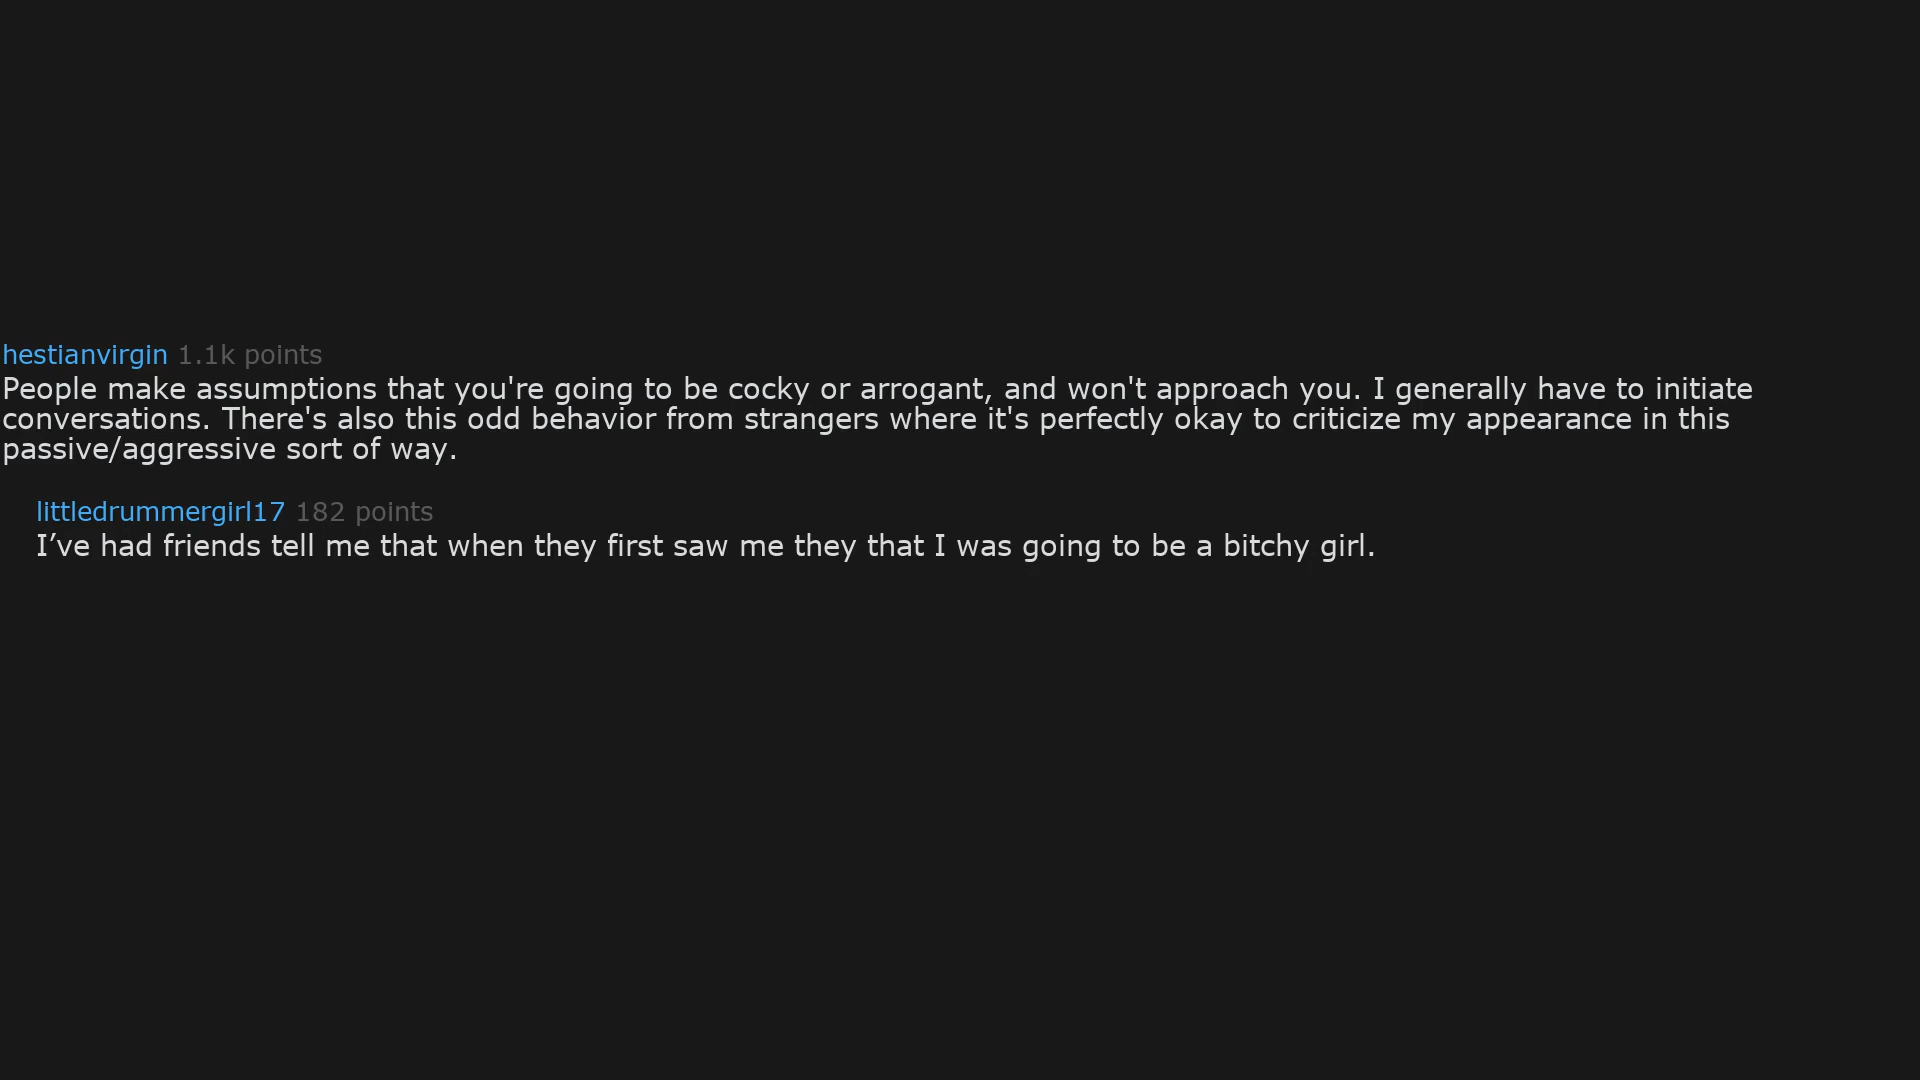 hestianvirgin 1.1k points
People make assumptions that you're going to be cocky or arrogant, and won't approach you. I generally have to initiate
conversations. There's also this odd behavior from strangers where it's perfectly okay to criticize my appearance in this
passive/aggressive sort of way.
littledrummergirl17 182 points
I’ve had friends tell me that when they first saw me they that I was going to be a bitchy girl.